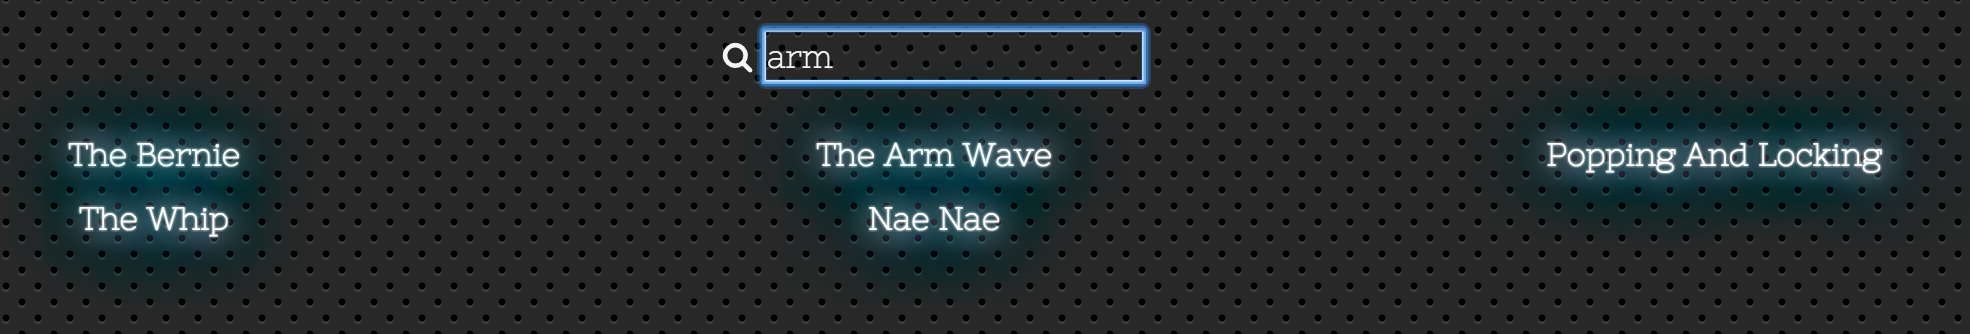 arm
The Bernie
The Arm Wave
Popping And Locking
The Whip
Nae Nae